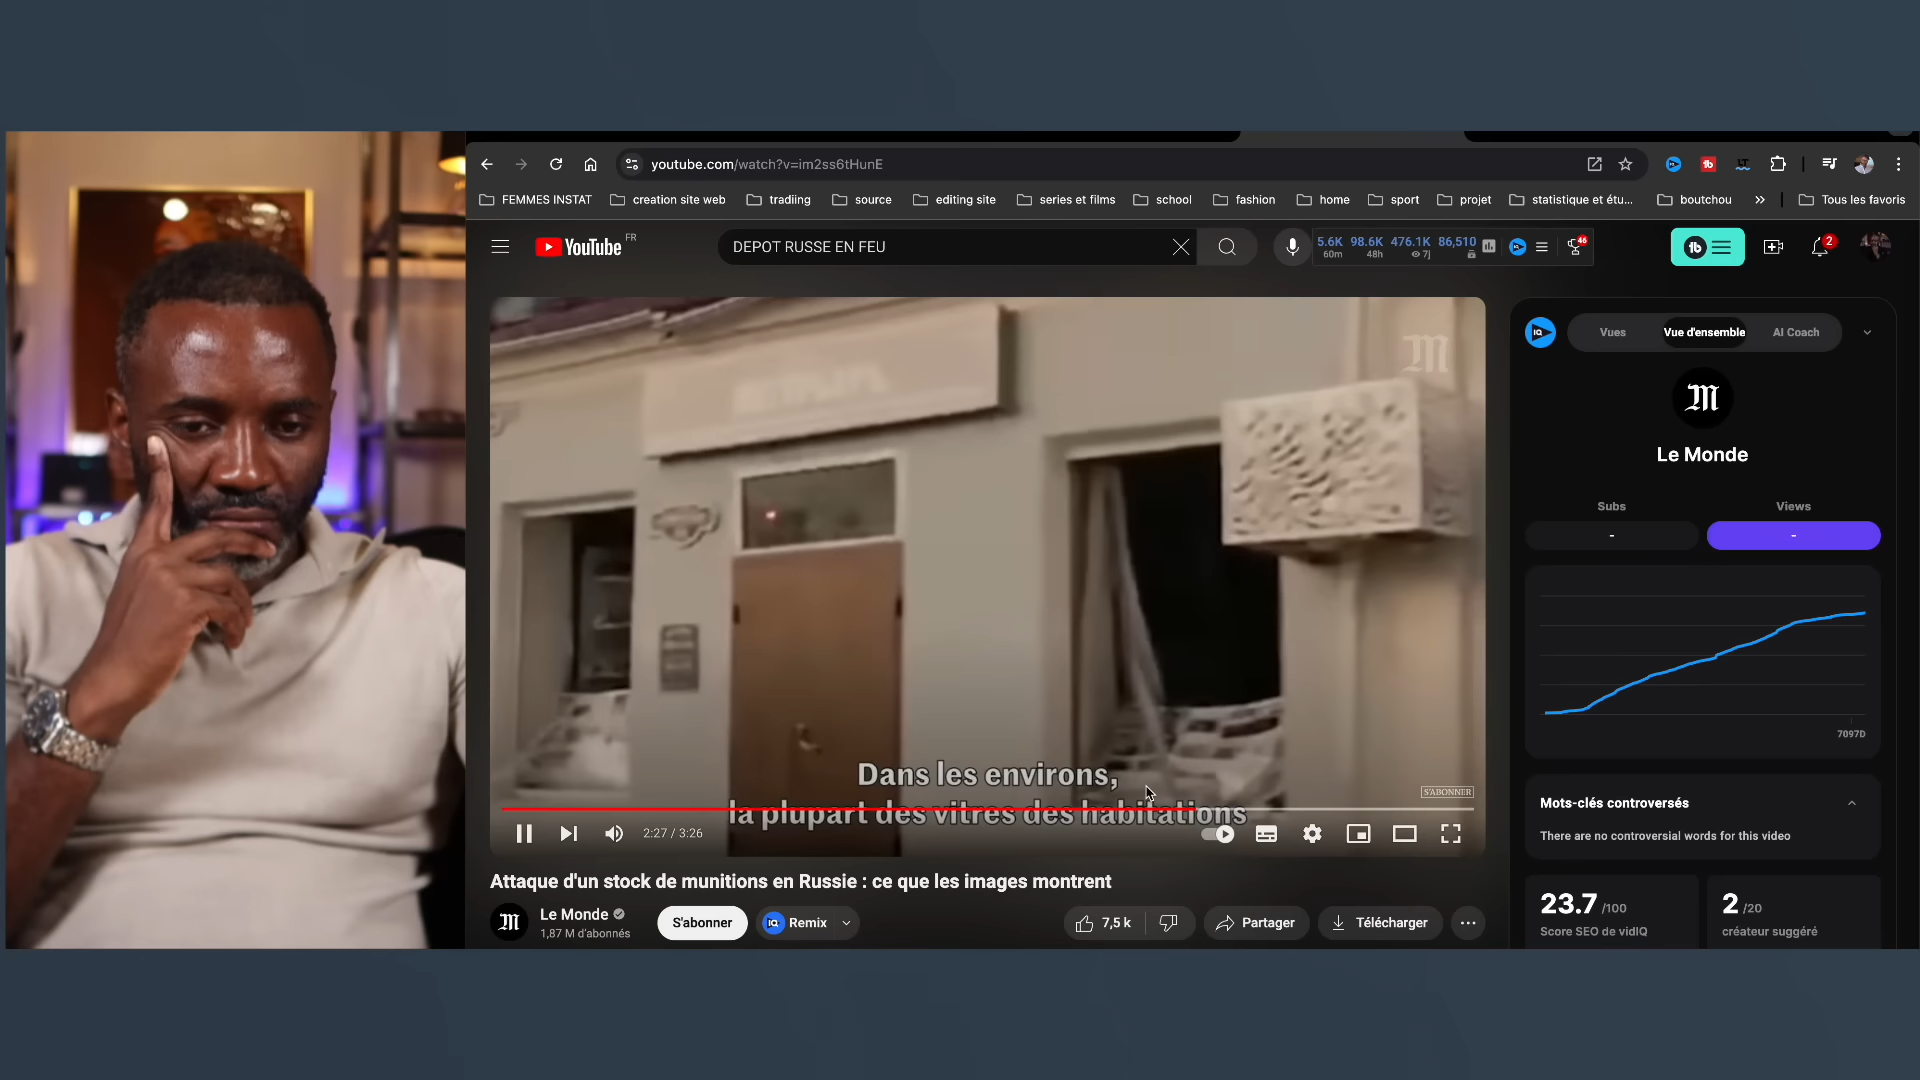 youtube.com/watch?v=im2ss6tHunE
FEMMES INSTAT creation site web tradiing source editing site series et films school fashion home sport projet statistique et étu... boutchou » Tous les favoris
YouTube FR
DEPOT RUSSE EN FEU
5.6K 98.6K 476.1K 86,510
60m 48h 7j
46
2
Vues Vue d'ensemble AI Coach
Le Monde
Subs Views
- -
7097D
Mots-clés controversés
There are no controversial words for this video
23.7 /100
Score SEO de vidIQ
2 /20
créateur suggéré
Dans les environs,
la plupart des vitres des habitations
S'ABONNER
2:27 / 3:26
Attaque d'un stock de munitions en Russie : ce que les images montrent
Le Monde
1,87 M d'abonnés
S'abonner
Remix
7,5 k
Partager
Télécharger